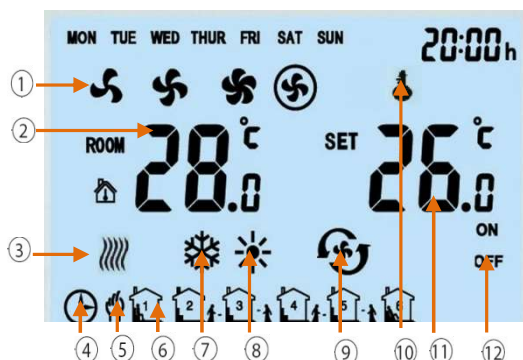 MON TUE WED THUR FRI SAT SUN 20:00h
①
② ROOM 28.0°C SET 26.0°C
③ ON
OFF
1 2 3 4 5 6
④ ⑤ ⑥ ⑦ ⑧ ⑨ ⑩ ⑪ ⑫